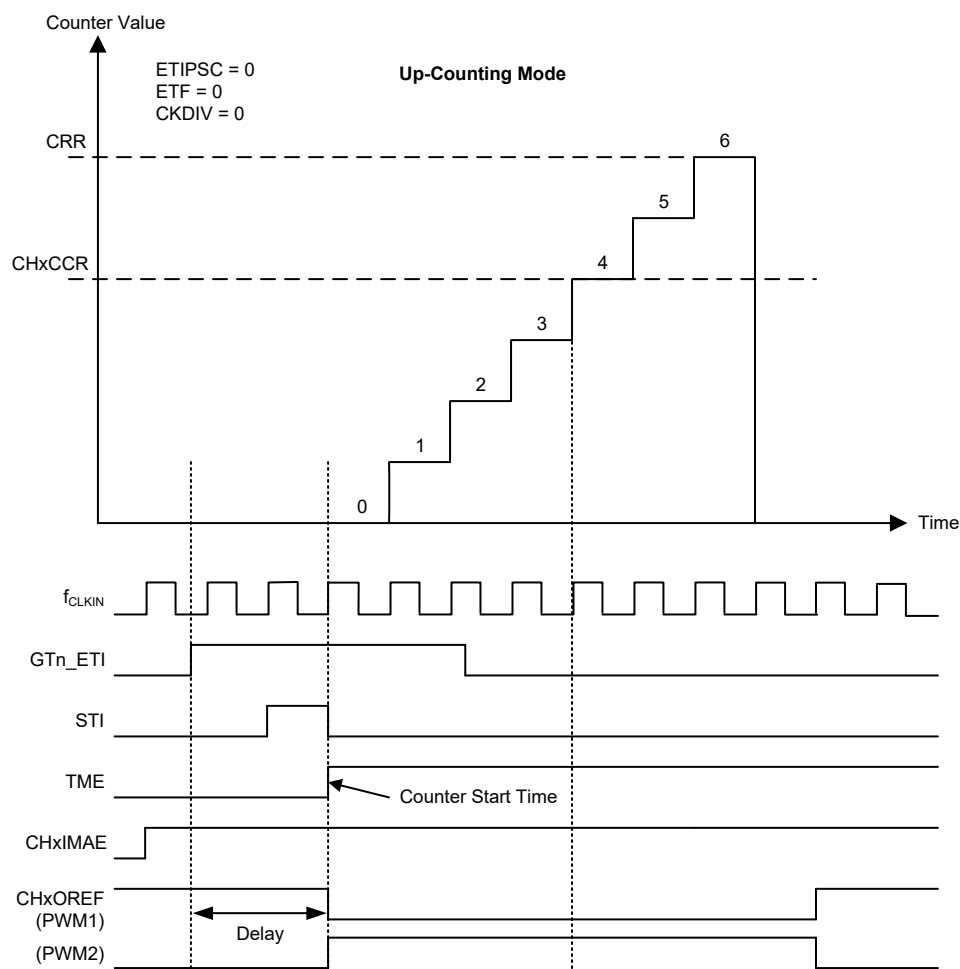 Counter Value
ETIPSC = 0
ETF = 0
CKDIV = 0
Up-Counting Mode
CRR
6
5
CHxCCR
4
3
2
1
0
Time
fCLKIN
GTn_ETI
STI
TME
Counter Start Time
CHxIMAE
CHxOREF
(PWM1)
Delay
(PWM2)